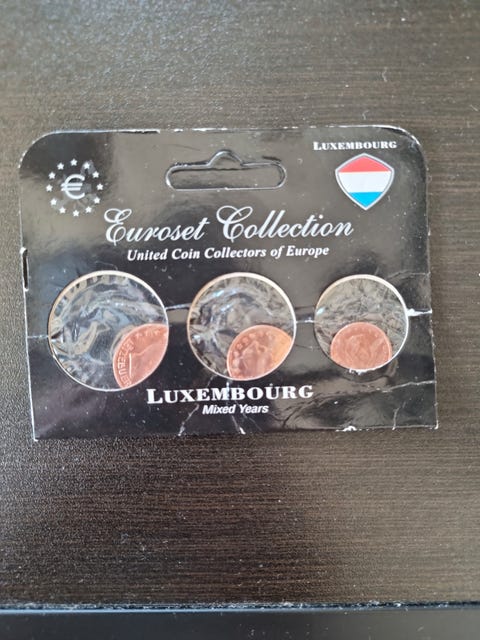 LUXEMBOURG
€
Euroset Collection
United Coin Collectors of Europe
LUXEMBOURG
Mixed Years